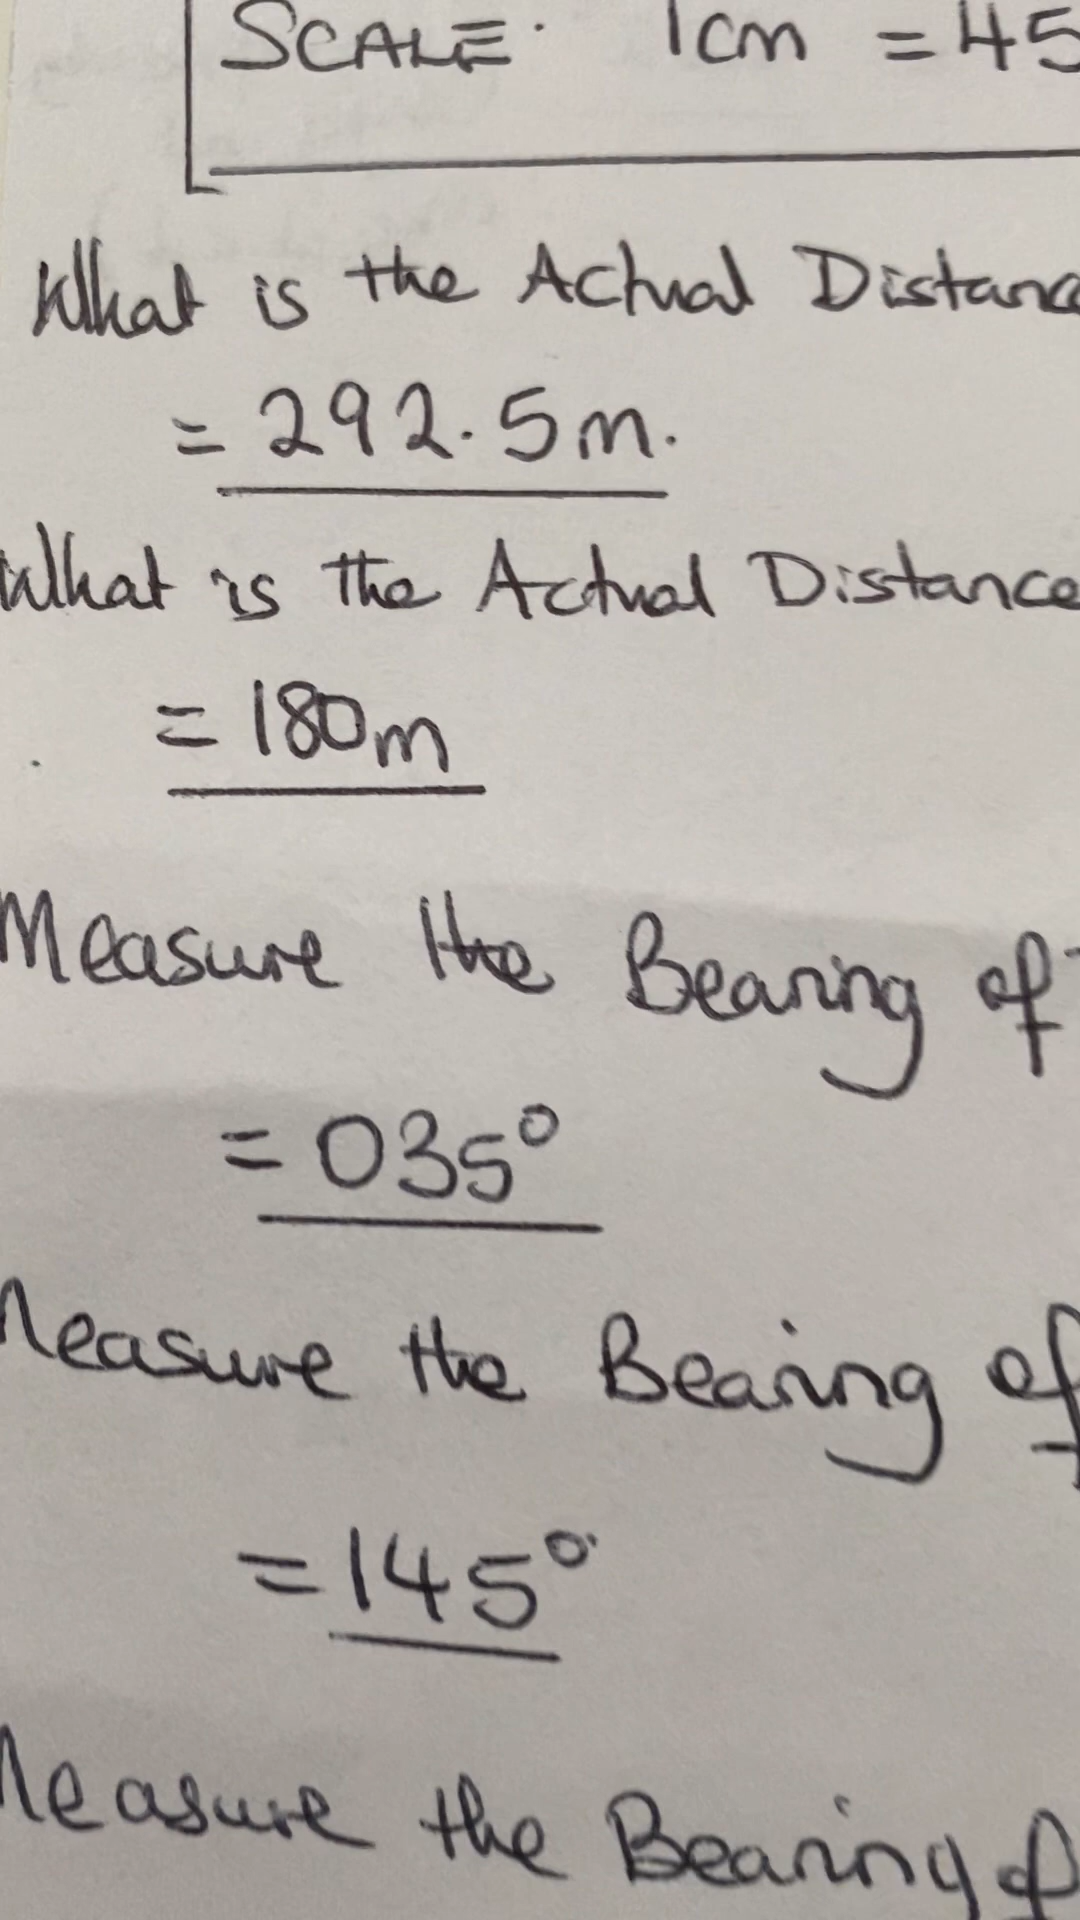 SCALE: 1cm = 45
What is the Actual Distanc
= 292.5m.
What is the Actual Distance
= 180m
Measure the Bearing of
= 035°
Measure the Bearing of
= 145°
Measure the Bearing of